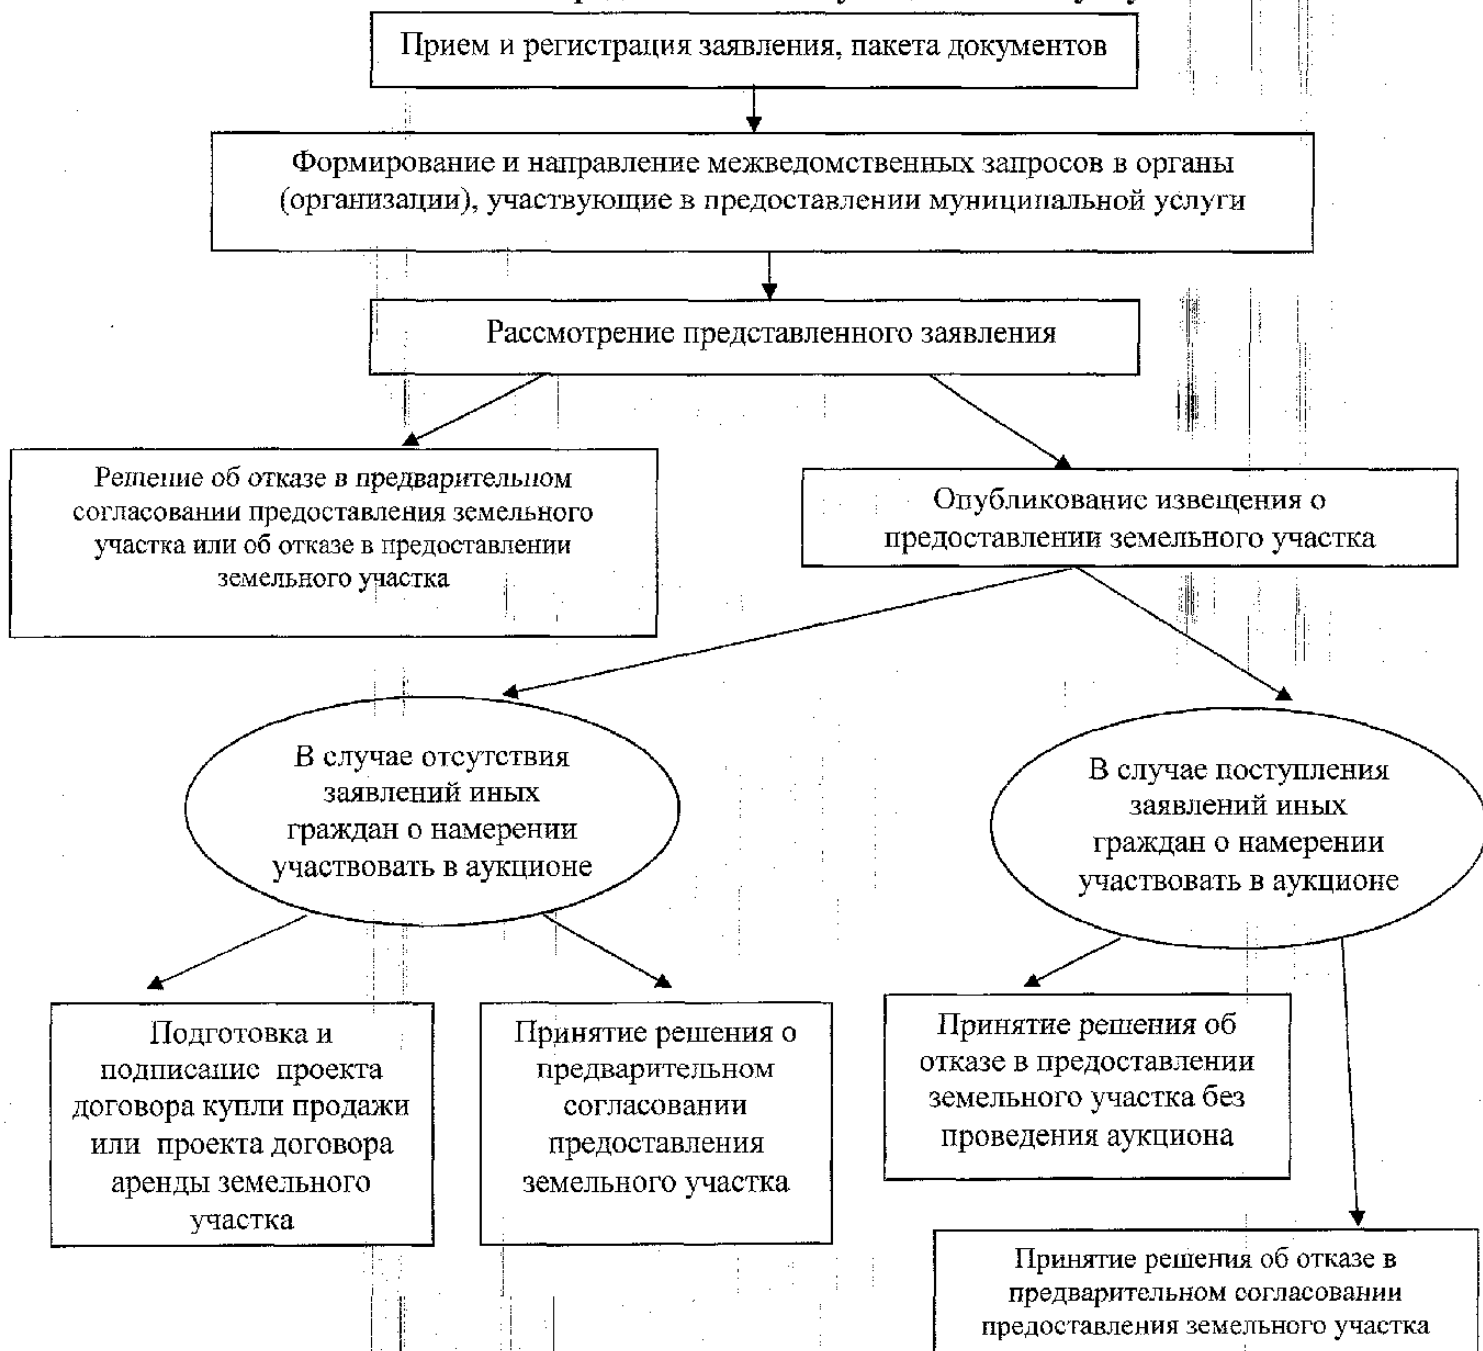 Прием и регистрация заявления, пакета документов
Формирование и направление межведомственных запросов в органы
(организации), участвующие в предоставлении муниципальной услуги
Рассмотрение представленного заявления
Решение об отказе в предварительном
согласовании предоставления земельного
участка или об отказе в предоставлении
земельного участка
Опубликование извещения о
предоставлении земельного участка
В случае отсутствия
заявлений иных
граждан о намерении
участвовать в аукционе
В случае поступления
заявлений иных
граждан о намерении
участвовать в аукционе
Подготовка и
подписание проекта
договора купли продажи
или проекта договора
аренды земельного
участка
Принятие решения о
предварительном
согласовании
предоставления
земельного участка
Принятие решения об
отказе в предоставлении
земельного участка без
проведения аукциона
Принятие решения об отказе в
предварительном согласовании
предоставления земельного участка